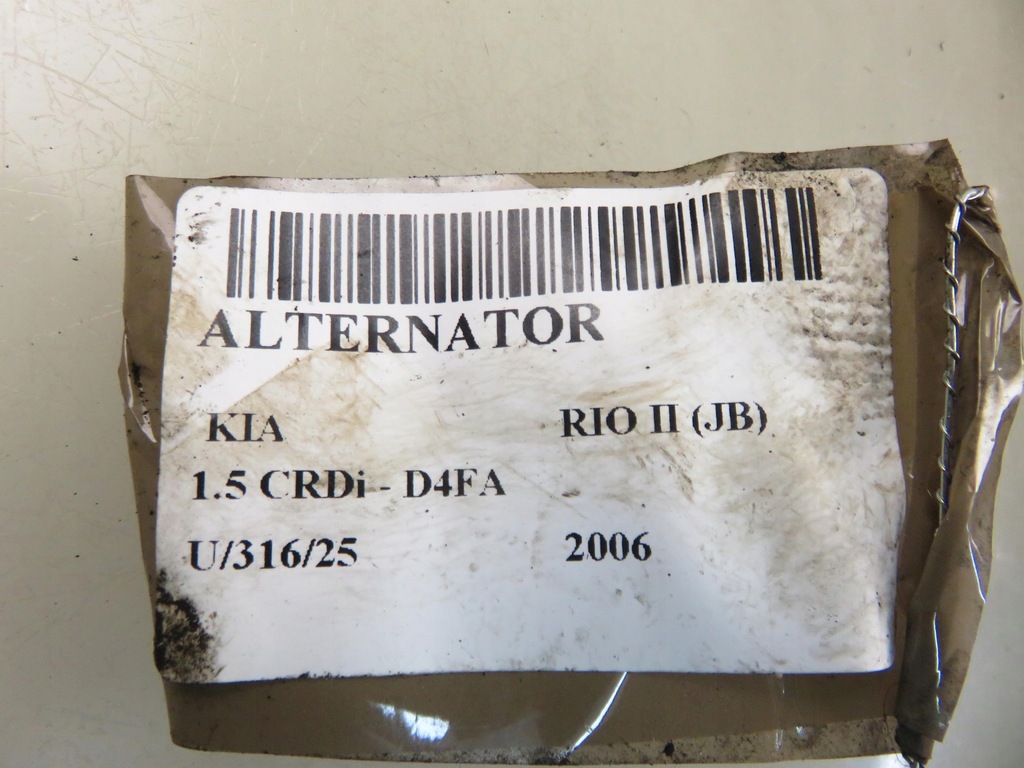 ALTERNATOR
KIA RIO II (JB)
1.5 CRDi - D4FA
U/316/25 2006